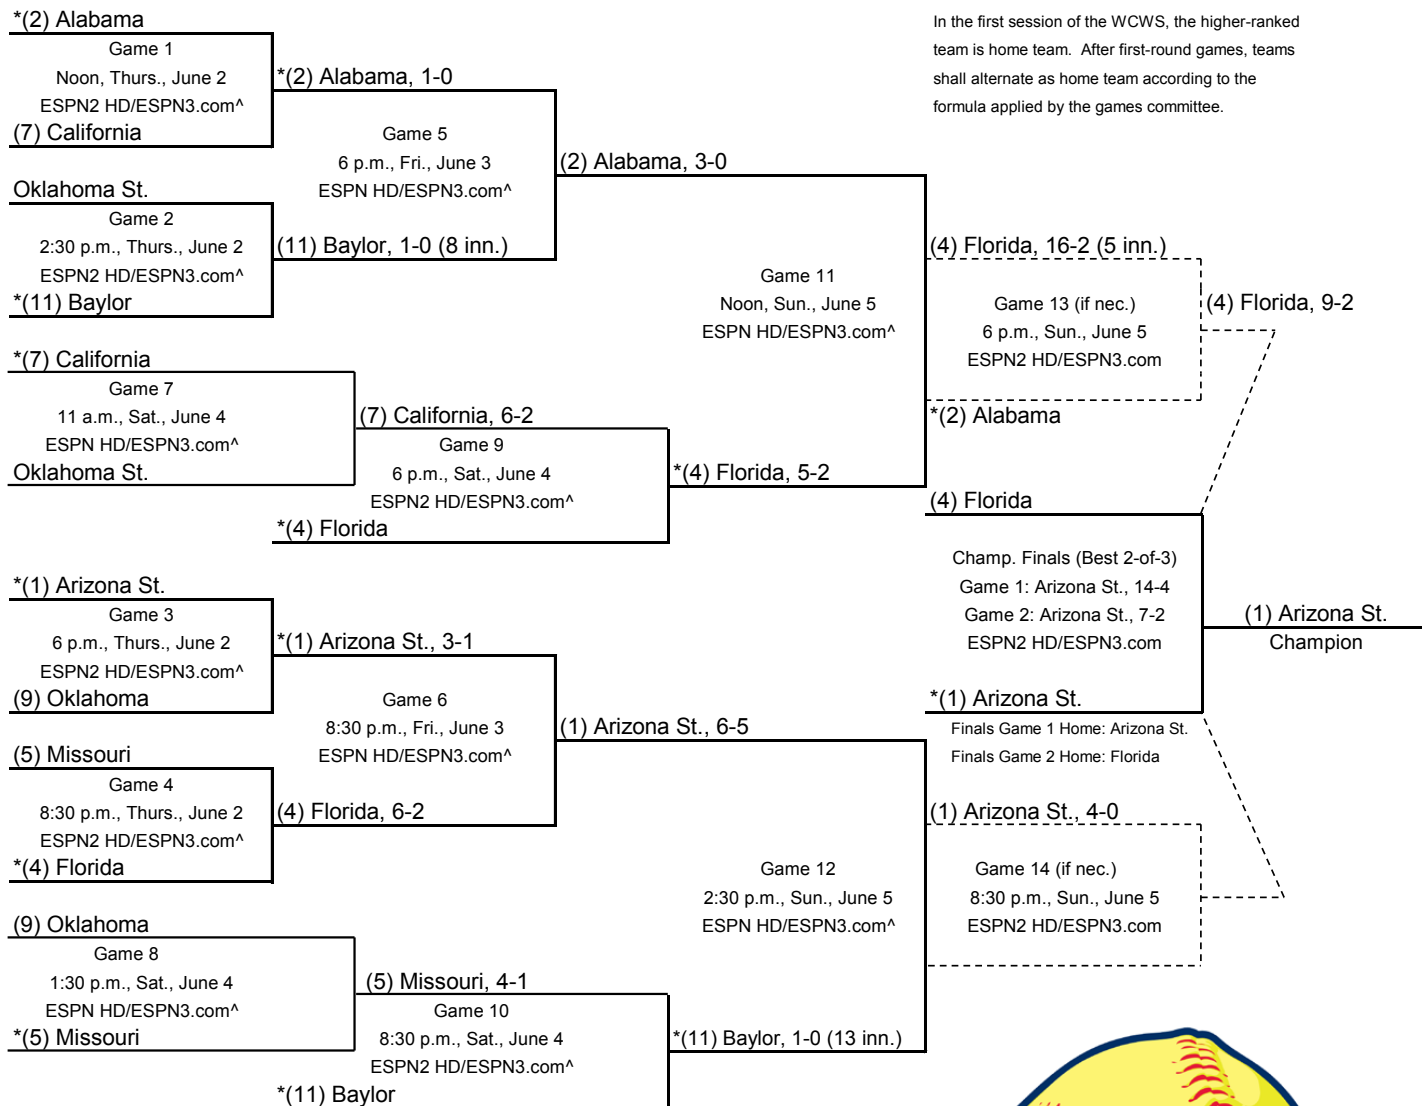 *(2) Alabama
Game 1
Noon, Thurs., June 2
ESPN2 HD/ESPN3.com^
(7) California
*(2) Alabama, 1-0
Game 5
6 p.m., Fri., June 3
ESPN HD/ESPN3.com^
Oklahoma St.
Game 2
2:30 p.m., Thurs., June 2
ESPN2 HD/ESPN3.com^
*(11) Baylor
(11) Baylor, 1-0 (8 inn.)
(2) Alabama, 3-0
*(7) California
Game 7
11 a.m., Sat., June 4
ESPN HD/ESPN3.com^
Oklahoma St.
(7) California, 6-2
Game 9
6 p.m., Sat., June 4
ESPN2 HD/ESPN3.com^
*(4) Florida
*(4) Florida, 5-2
Game 11
Noon, Sun., June 5
ESPN HD/ESPN3.com^
In the first session of the WCWS, the higher-ranked
team is home team. After first-round games, teams
shall alternate as home team according to the
formula applied by the games committee.
(4) Florida, 16-2 (5 inn.)
Game 13 (if nec.)
6 p.m., Sun., June 5
ESPN2 HD/ESPN3.com
*(2) Alabama
(4) Florida, 9-2
(4) Florida
Champ. Finals (Best 2-of-3)
Game 1: Arizona St., 14-4
Game 2: Arizona St., 7-2
ESPN2 HD/ESPN3.com
*(1) Arizona St.
Finals Game 1 Home: Arizona St.
Finals Game 2 Home: Florida
(1) Arizona St.
Champion
*(1) Arizona St.
Game 3
6 p.m., Thurs., June 2
ESPN2 HD/ESPN3.com^
(9) Oklahoma
*(1) Arizona St., 3-1
Game 6
8:30 p.m., Fri., June 3
ESPN HD/ESPN3.com^
(5) Missouri
Game 4
8:30 p.m., Thurs., June 2
ESPN2 HD/ESPN3.com^
*(4) Florida
(4) Florida, 6-2
(1) Arizona St., 6-5
(9) Oklahoma
Game 8
1:30 p.m., Sat., June 4
ESPN HD/ESPN3.com^
*(5) Missouri
(5) Missouri, 4-1
Game 10
8:30 p.m., Sat., June 4
ESPN2 HD/ESPN3.com^
*(11) Baylor
*(11) Baylor, 1-0 (13 inn.)
Game 12
2:30 p.m., Sun., June 5
ESPN HD/ESPN3.com^
(1) Arizona St., 4-0
Game 14 (if nec.)
8:30 p.m., Sun., June 5
ESPN2 HD/ESPN3.com